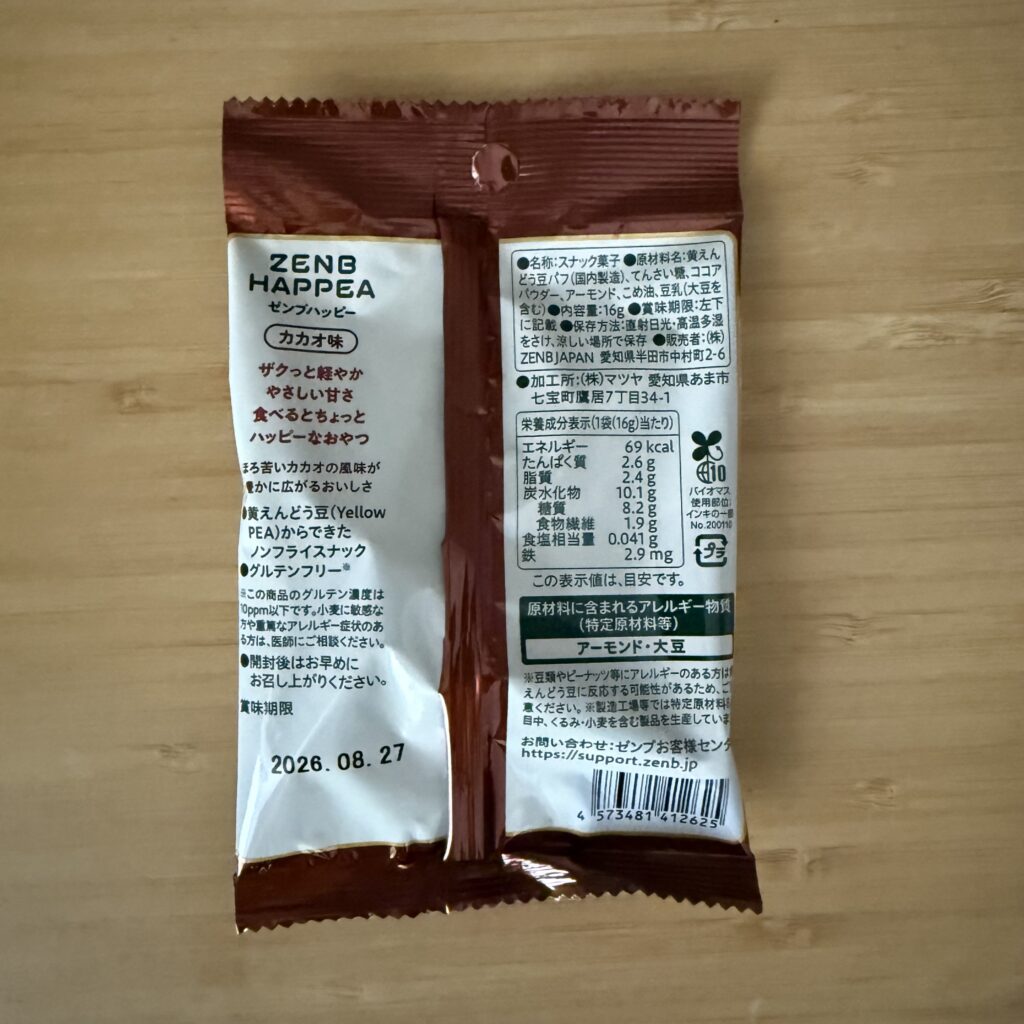 ZENB
HAPPEA
ゼンブハッピー
カカオ味
ザクっと軽やか
やさしい甘さ
食べるとちょっと
ハッピーなおやつ
ほろ苦いカカオの風味が
豊かに広がるおいしさ
●黄えんどう豆(Yellow
PEA)からできた
ノンフライスナック
●グルテンフリー※
※この商品のグルテン濃度は
10ppm以下です。小麦に敏感な
方や重篤なアレルギー症状のあ
る方は、医師にご相談ください。
●開封後はお早めに
お召し上がりください。
賞味期限
2026.08.27
●名称:スナック菓子 ●原材料名:黄えん
どう豆パフ(国内製造)、てんさい糖、ココア
パウダー、アーモンド、こめ油、豆乳(大豆を
含む) ●内容量:16g ●賞味期限:左下
に記載 ●保存方法:直射日光・高温多湿
をさけ、涼しい場所で保存 ●販売者:(株)
ZENB JAPAN 愛知県半田市中村町2-6
●加工所:(株)マツヤ 愛知県あま市
七宝町鷹居7丁目34-1
栄養成分表示(1袋(16g)当たり)
エネルギー 69 kcal
たんぱく質 2.6 g
脂質 2.4 g
炭水化物 10.1 g
糖質 8.2 g
食物繊維 1.9 g
食塩相当量 0.041 g
鉄 2.9 mg
この表示値は、目安です。
10
バイオマス
使用部位:
インキの一部
No.200110
プラ
原材料に含まれるアレルギー物質
(特定原材料等)
アーモンド・大豆
※豆類やピーナッツ等にアレルギーのある方は
えんどう豆に反応する可能性があるため、ご
意ください。※製造工場等では特定原材料
目中、くるみ・小麦を含む製品を生産していま
お問い合わせ:ゼンブお客様センタ
https://support.zenb.jp
4 573481 412625